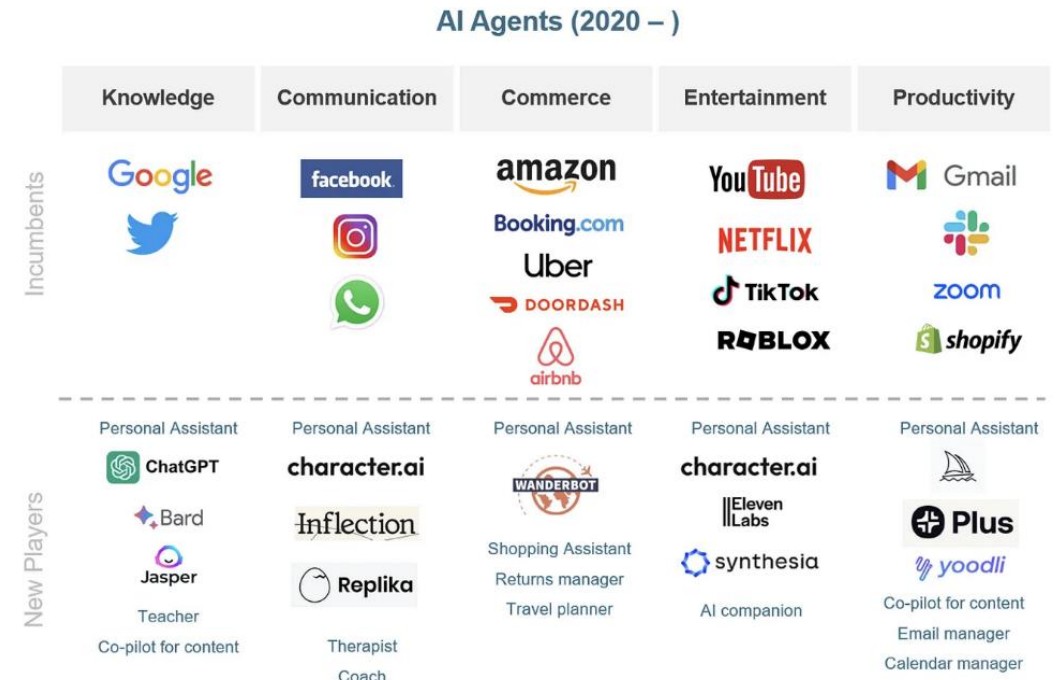 AI Agents (2020 – )
Knowledge Communication Commerce Entertainment Productivity
Incumbents
Google
facebook
amazon
Booking.com
Uber
DOORDASH
airbnb
YouTube
NETFLIX
TikTok
ROBLOX
Gmail
zoom
shopify
New Players
Personal Assistant
ChatGPT
Bard
Jasper
Teacher
Co-pilot for content
Personal Assistant
character.ai
Inflection
Replika
Therapist
Coach
Personal Assistant
WANDERBOT
Shopping Assistant
Returns manager
Travel planner
Personal Assistant
character.ai
ElevenLabs
synthesia
AI companion
Personal Assistant
Plus
yoodli
Co-pilot for content
Email manager
Calendar manager